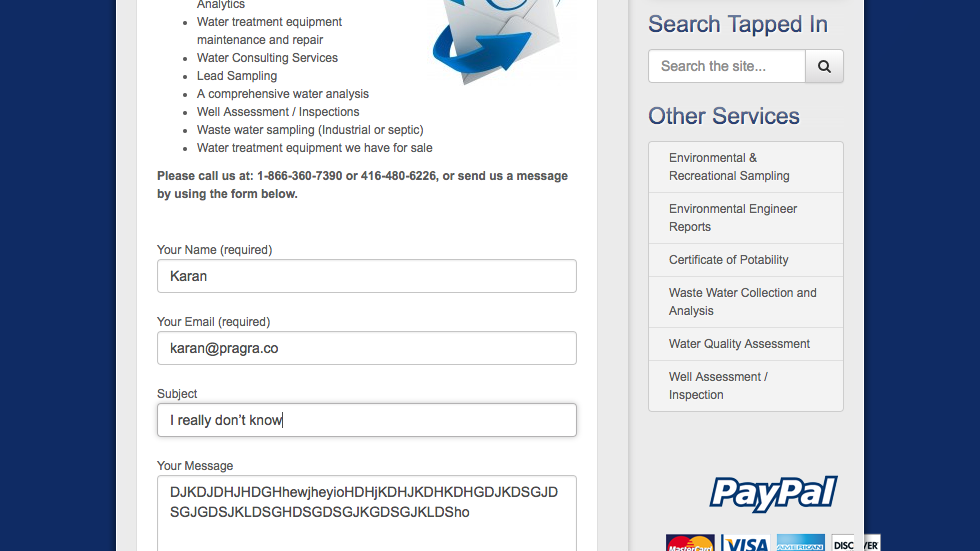 Analytics
Water treatment equipment
maintenance and repair
Water Consulting Services
Lead Sampling
A comprehensive water analysis
Well Assessment / Inspections
Waste water sampling (Industrial or septic)
Water treatment equipment we have for sale
Please call us at: 1-866-360-7390 or 416-480-6226, or send us a message
by using the form below.
Your Name (required)
Karan
Your Email (required)
karan@pragra.co
Subject
I really don’t know
Your Message
DJKDJDHJHDGHhewjheyioHDHjKDHJKDHKDHGDJKDSGJD
SGJGDSJKLDSGHDSGDSGJKGDSGJKLDSho
Search Tapped In
Search the site...
Other Services
Environmental &
Recreational Sampling
Environmental Engineer
Reports
Certificate of Potability
Waste Water Collection and
Analysis
Water Quality Assessment
Well Assessment /
Inspection
PayPal
MasterCard VISA AMERICAN DISCOVER